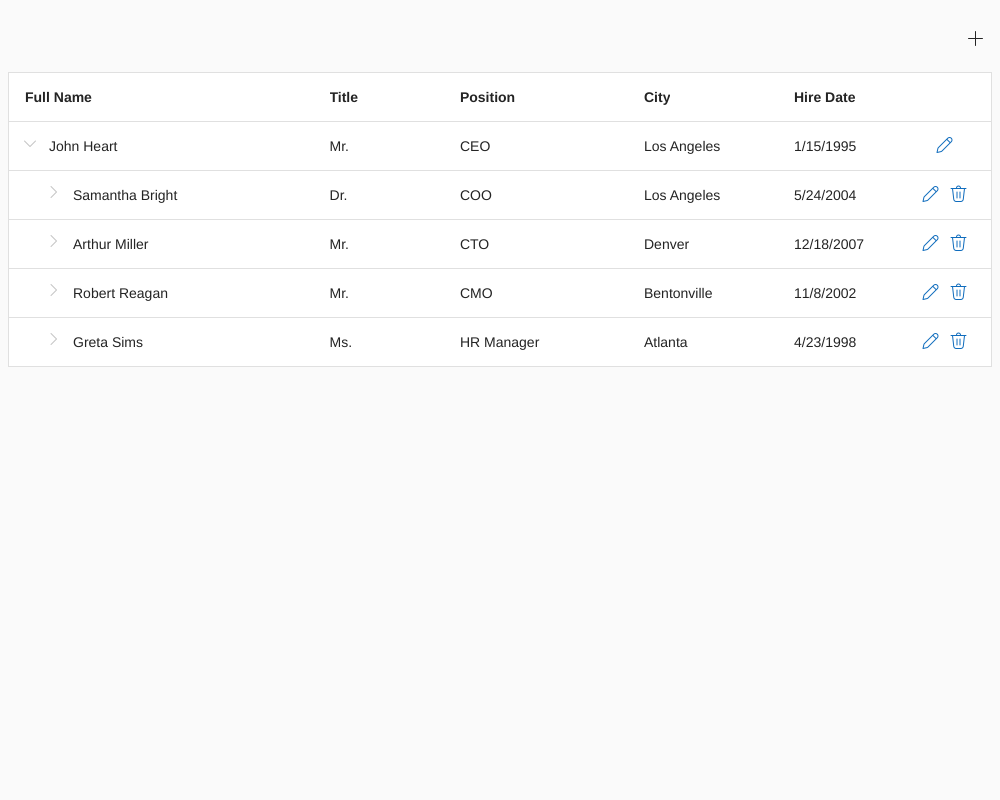 Full Name Title Position City Hire Date
John Heart Mr. CEO Los Angeles 1/15/1995
Samantha Bright Dr. COO Los Angeles 5/24/2004
Arthur Miller Mr. CTO Denver 12/18/2007
Robert Reagan Mr. CMO Bentonville 11/8/2002
Greta Sims Ms. HR Manager Atlanta 4/23/1998